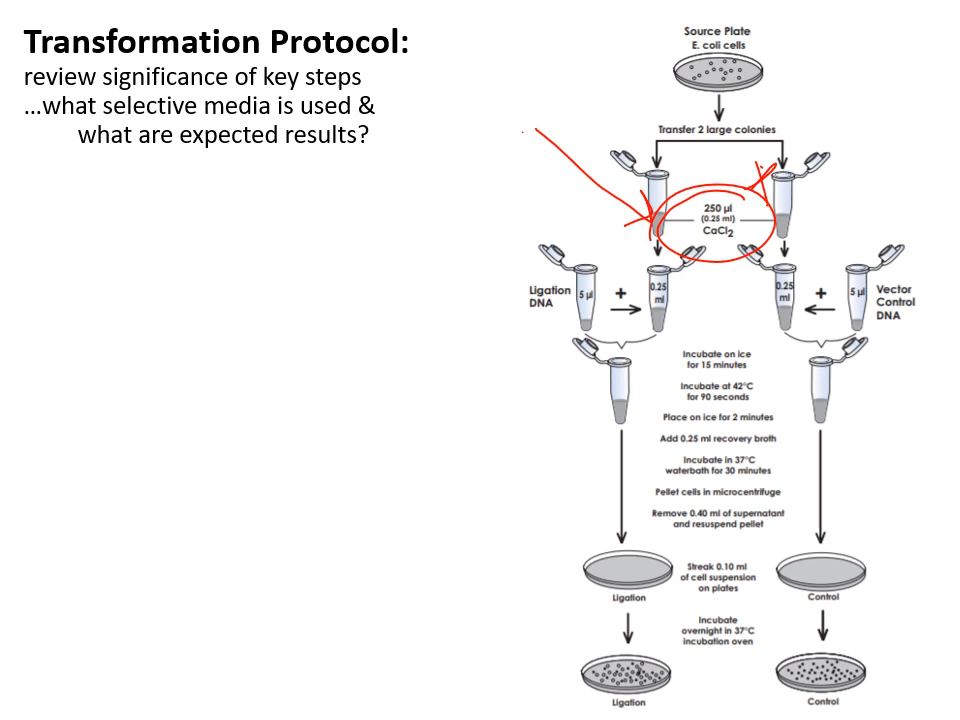 Transformation Protocol:
review significance of key steps
…what selective media is used &
what are expected results?
Source Plate
E. coli cells
Transfer 2 large colonies
250 µl
(0.25 ml)
CaCl2
Ligation
DNA
5 µl
+
0.25
ml
0.25
ml
+
5 µl
Vector
Control
DNA
Incubate on ice
for 15 minutes
Incubate at 42°C
for 90 seconds
Place on ice for 2 minutes
Add 0.25 ml recovery broth
Incubate in 37°C
waterbath for 30 minutes
Pellet cells in microcentrifuge
Remove 0.40 ml of supernatant
and resuspend pellet
Streak 0.10 ml
of cell suspension
on plates
Ligation
Control
Incubate
overnight in 37°C
incubation oven
Ligation
Control